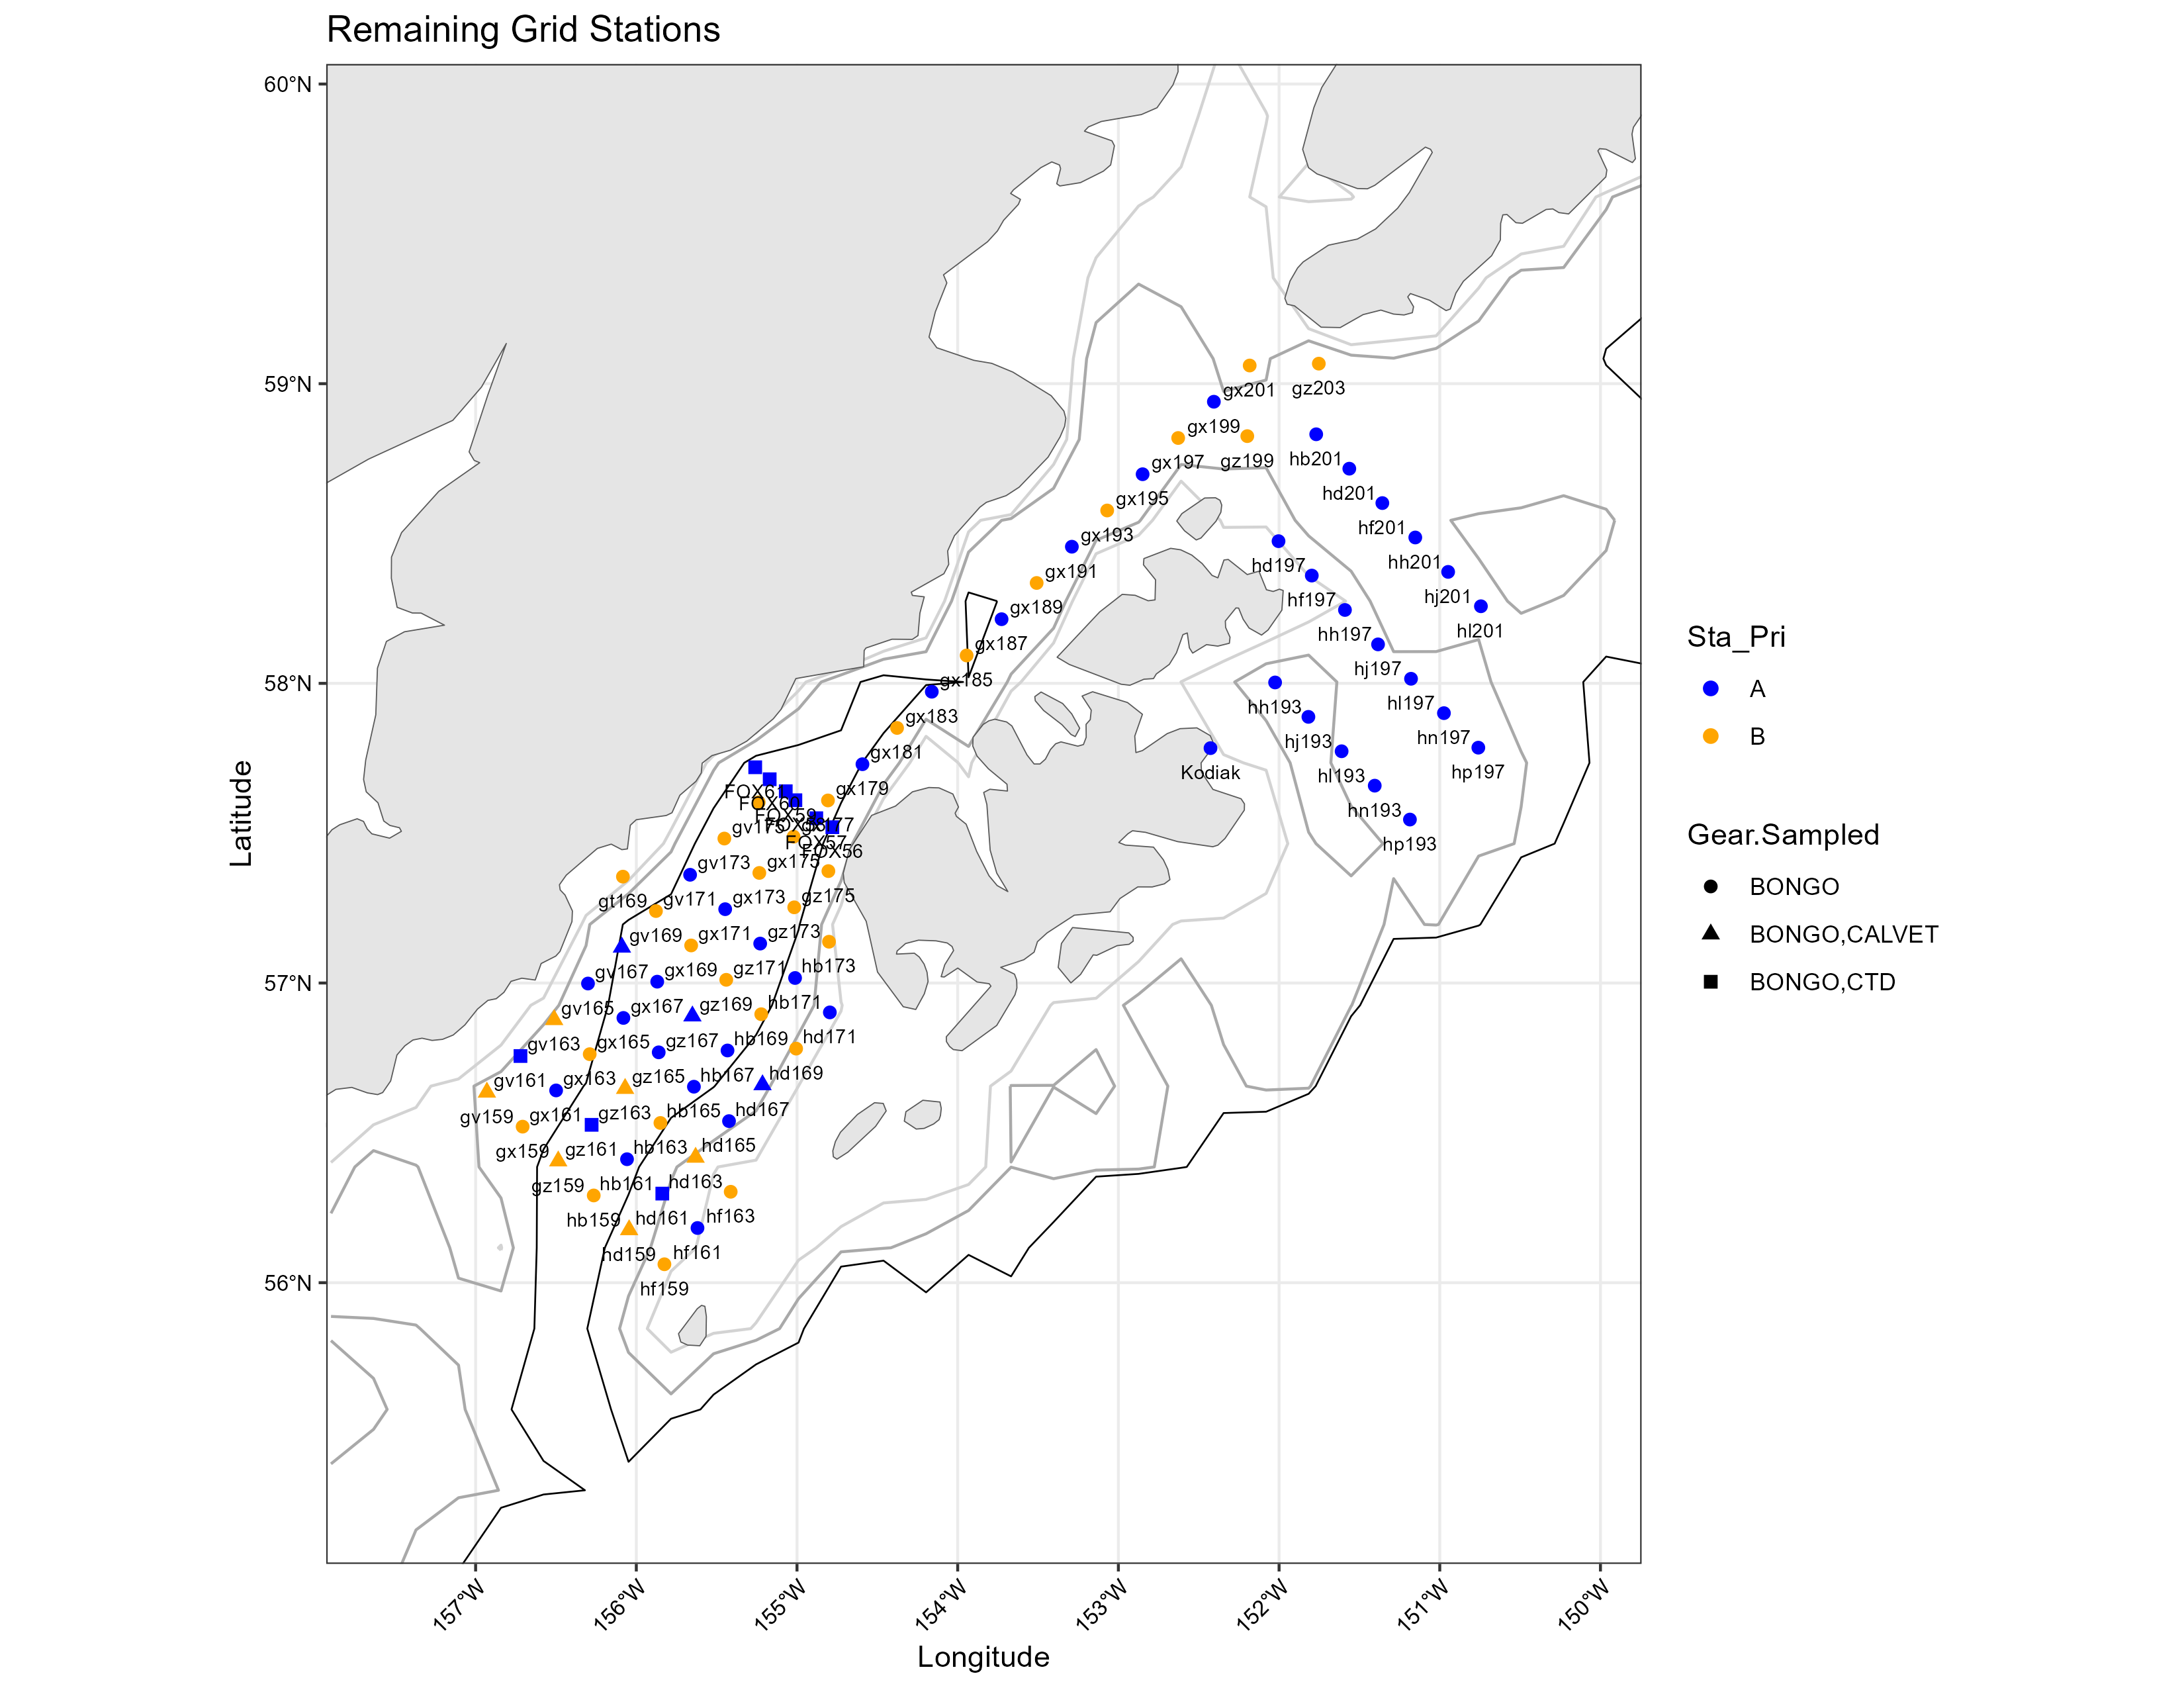 Remaining Grid Stations
60°N
59°N
58°N
57°N
56°N
Latitude
157°W
156°W
155°W
154°W
153°W
152°W
151°W
150°W
Longitude
gx201
gz203
gx199
gz199
hb201
gx197
hd201
gx195
hf201
gx193
hh201
hd197
gx191
hj201
hf197
gx189
hl201
hh197
gx187
hj197
gx185
hl197
hh193
gx183
hn197
hj193
gx181
hp197
hl193
Kodiak
gx179
hn193
hp193
FOX61
FOX59
gv175
FOX57
FOX56
gv173
gx175
gz175
gt169
gv171
gx173
gv169
gx171
gz173
gv167
gx169
gz171
hb173
gv165
gx167
gz169
hb171
gv163
gx165
gz167
hb169
hd171
gv161
gx163
gz165
hb167
hd169
gv159
gx161
gz163
hb165
hd167
gx159
gz161
hb163
hd165
gz159
hb161
hd163
hb159
hd161
hf163
hd159
hf161
hf159
Sta_Pri
A
B
Gear.Sampled
BONGO
BONGO,CALVET
BONGO,CTD